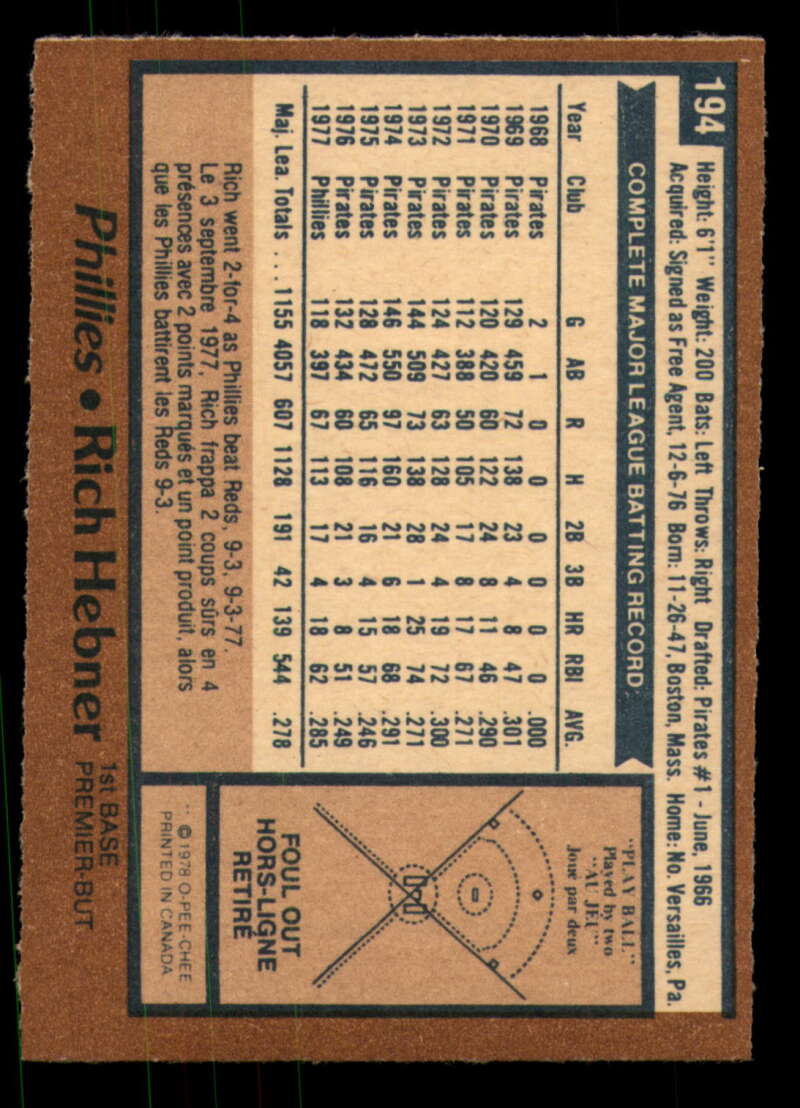 194
Height: 6'1" Weight: 200 Bats: Left Throws: Right Drafted: Pirates #1 - June, 1966
Acquired: Signed as Free Agent, 12-6-76 Born: 11-26-47, Boston, Mass. Home: No. Versailles, Pa.
COMPLETE MAJOR LEAGUE BATTING RECORD
Year Club G AB R H 2B 3B HR RBI AVG.
1968 Pirates 2 1 0 0 0 0 0 0 .000
1969 Pirates 129 459 72 138 23 4 8 47 .301
1970 Pirates 120 420 60 122 24 8 11 46 .290
1971 Pirates 112 388 50 105 17 8 17 67 .271
1972 Pirates 124 427 63 128 24 4 19 72 .300
1973 Pirates 144 509 73 138 28 1 25 74 .271
1974 Pirates 146 550 97 160 21 6 18 68 .291
1975 Pirates 128 472 65 116 16 4 15 57 .246
1976 Pirates 132 434 60 108 21 3 8 51 .249
1977 Phillies 118 397 67 113 17 4 18 62 .285
Maj. Lea. Totals ... 1155 4057 607 1128 191 42 139 544 .278
Rich went 2-for-4 as Phillies beat Reds, 9-3, 9-3-77.
Le 3 septembre 1977, Rich frappa 2 coups sûrs en 4
présences avec 2 points marqués et un point produit, alors
que les Phillies battirent les Reds 9-3.
"PLAY BALL"
Played by two
"AU JEU"
Joué par deux
FOUL OUT
HORS-LIGNE
RETIRÉ
Phillies • Rich Hebner
1st BASE
PREMIER-BUT
© 1978 O-PEE-CHEE
PRINTED IN CANADA